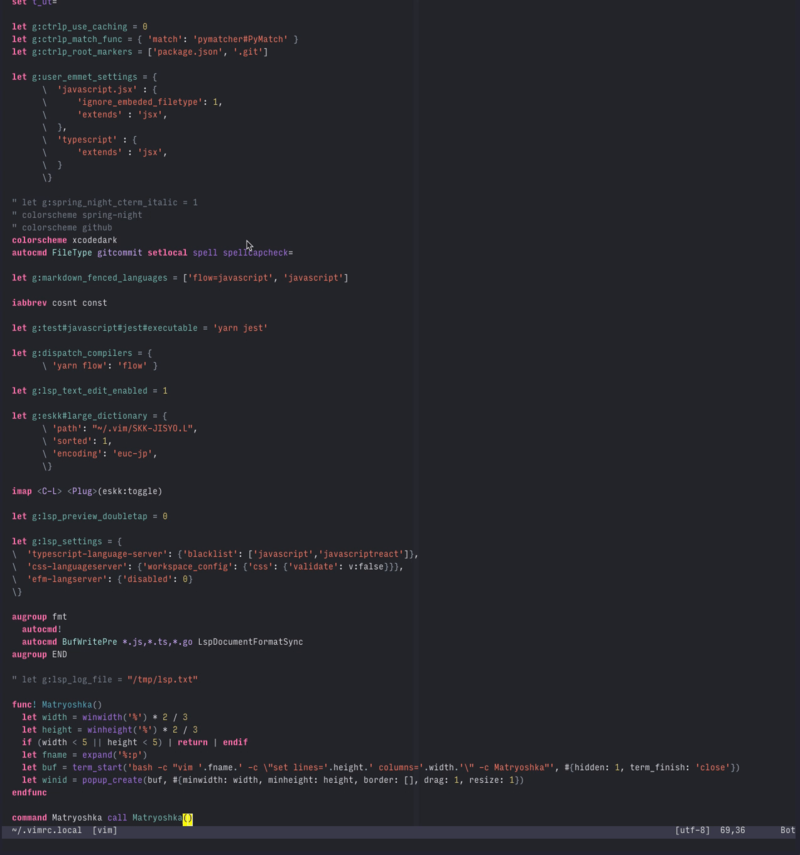 set t_ut=
let g:ctrlp_use_caching = 0
let g:ctrlp_match_func = { 'match': 'pymatcher#PyMatch' }
let g:ctrlp_root_markers = ['package.json', '.git']
let g:user_emmet_settings = {
\  'javascript.jsx' : {
\      'ignore_embeded_filetype': 1,
\      'extends' : 'jsx',
\  },
\  'typescript' : {
\      'extends' : 'jsx',
\  }
\}
" let g:spring_night_cterm_italic = 1
" colorscheme spring-night
" colorscheme github
colorscheme xcodedark
autocmd FileType gitcommit setlocal spell spellcapcheck=
let g:markdown_fenced_languages = ['flow=javascript', 'javascript']
iabbrev cosnt const
let g:test#javascript#jest#executable = 'yarn jest'
let g:dispatch_compilers = {
\ 'yarn flow': 'flow' }
let g:lsp_text_edit_enabled = 1
let g:eskk#large_dictionary = {
\ 'path': "~/.vim/SKK-JISYO.L",
\ 'sorted': 1,
\ 'encoding': 'euc-jp',
\}
imap <C-L> <Plug>(eskk:toggle)
let g:lsp_preview_doubletap = 0
let g:lsp_settings = {
\  'typescript-language-server': {'blacklist': ['javascript','javascriptreact']},
\  'css-languageserver': {'workspace_config': {'css': {'validate': v:false}}},
\  'efm-langserver': {'disabled': 0}
\}
augroup fmt
  autocmd!
  autocmd BufWritePre *.js,*.ts,*.go LspDocumentFormatSync
augroup END
" let g:lsp_log_file = "/tmp/lsp.txt"
func! Matryoshka()
  let width = winwidth('%') * 2 / 3
  let height = winheight('%') * 2 / 3
  if (width < 5 || height < 5) | return | endif
  let fname = expand('%:p')
  let buf = term_start('bash -c "vim '.fname.' -c \"set lines='.height.' columns='.width.'\" -c Matryoshka"', #{hidden: 1, term_finish: 'close'})
  let winid = popup_create(buf, #{minwidth: width, minheight: height, border: [], drag: 1, resize: 1})
endfunc
command Matryoshka call Matryoshka()
~/.vimrc.local  [vim] [utf-8]  69,36 Bot